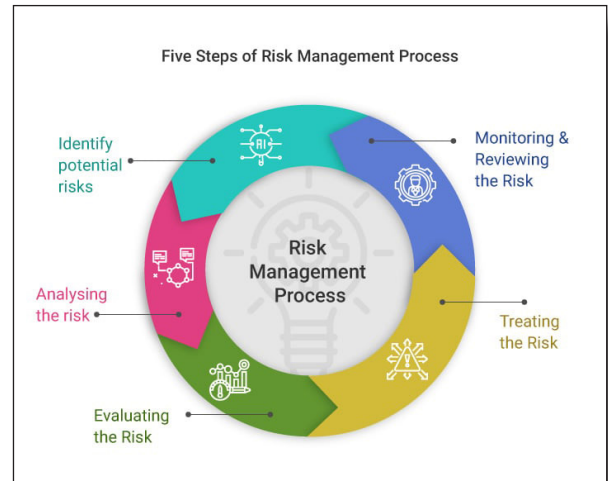 Five Steps of Risk Management Process
Identify
potential
risks
AI
Monitoring &
Reviewing
the Risk
Risk
Management
Process
Analysing
the risk
Treating
the Risk
Evaluating
the Risk